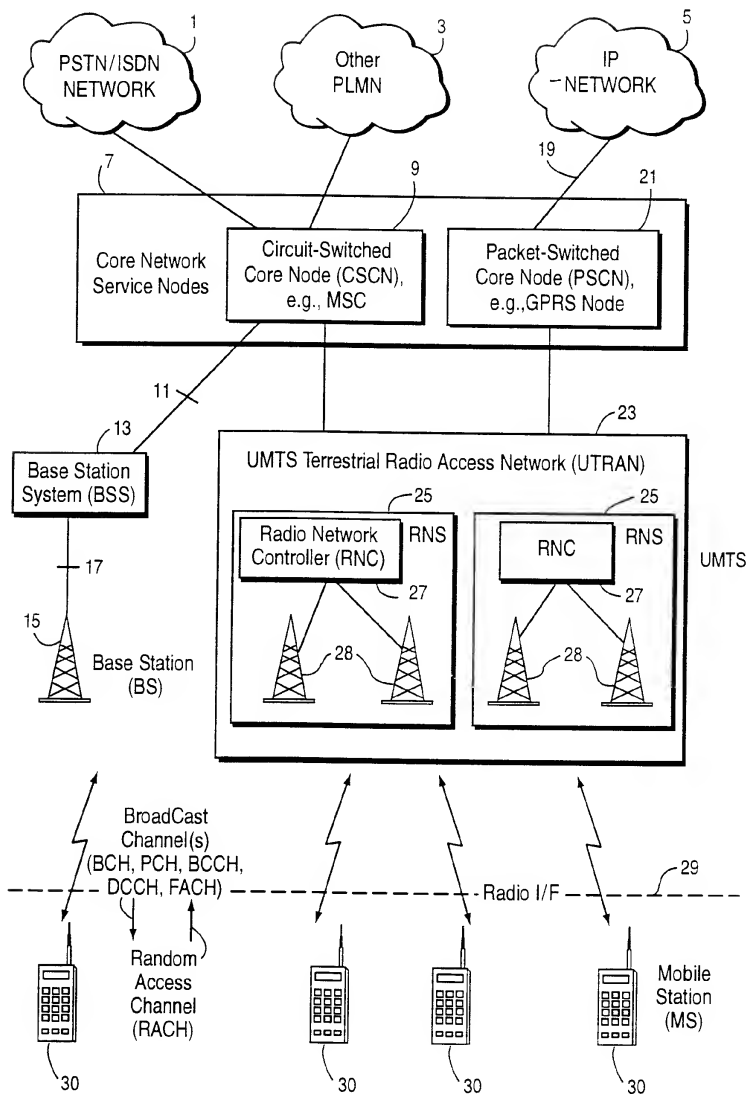 1
PSTN/ISDN
NETWORK
3
Other
PLMN
5
IP
NETWORK
19
7
9
21
Core Network
Service Nodes
Circuit-Switched
Core Node (CSCN),
e.g., MSC
Packet-Switched
Core Node (PSCN),
e.g.,GPRS Node
11
13
Base Station
System (BSS)
23
UMTS Terrestrial Radio Access Network (UTRAN)
25
Radio Network
Controller (RNC)
RNS
27
28
25
RNC
RNS
27
28
UMTS
17
15
Base Station
(BS)
BroadCast
Channel(s)
(BCH, PCH, BCCH,
DCCH, FACH)
Radio I/F
29
Random
Access
Channel
(RACH)
Mobile
Station
(MS)
30
30
30
30